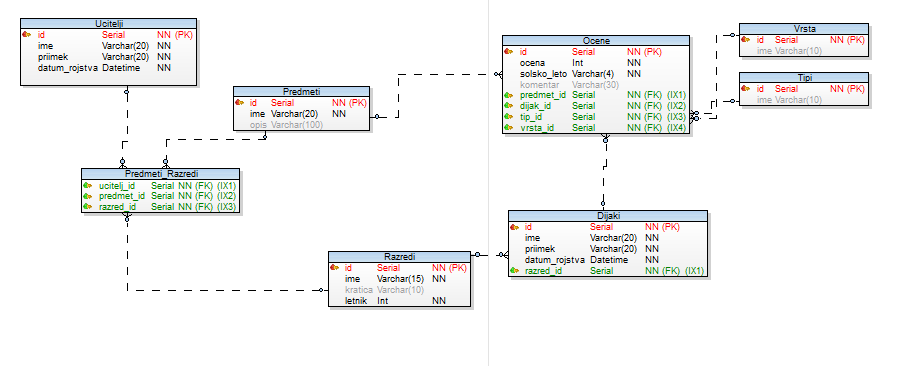 Ucitelji
id Serial NN (PK)
ime Varchar(20) NN
priimek Varchar(20) NN
datum_rojstva Datetime NN
Predmeti
id Serial NN (PK)
ime Varchar(20) NN
opis Varchar(100)
Predmeti_Razredi
ucitelj_id Serial NN (FK) (IX1)
predmet_id Serial NN (FK) (IX2)
razred_id Serial NN (FK) (IX3)
Razredi
id Serial NN (PK)
ime Varchar(15) NN
kratica Varchar(10)
letnik Int NN
Ocene
id Serial NN (PK)
ocena Int NN
solsko_leto Varchar(4) NN
komentar Varchar(30)
predmet_id Serial NN (FK) (IX1)
dijak_id Serial NN (FK) (IX2)
tip_id Serial NN (FK) (IX3)
vrsta_id Serial NN (FK) (IX4)
Dijaki
id Serial NN (PK)
ime Varchar(20) NN
priimek Varchar(20) NN
datum_rojstva Datetime NN
razred_id Serial NN (FK) (IX1)
Vrsta
id Serial NN (PK)
ime Varchar(10)
Tipi
id Serial NN (PK)
ime Varchar(10)